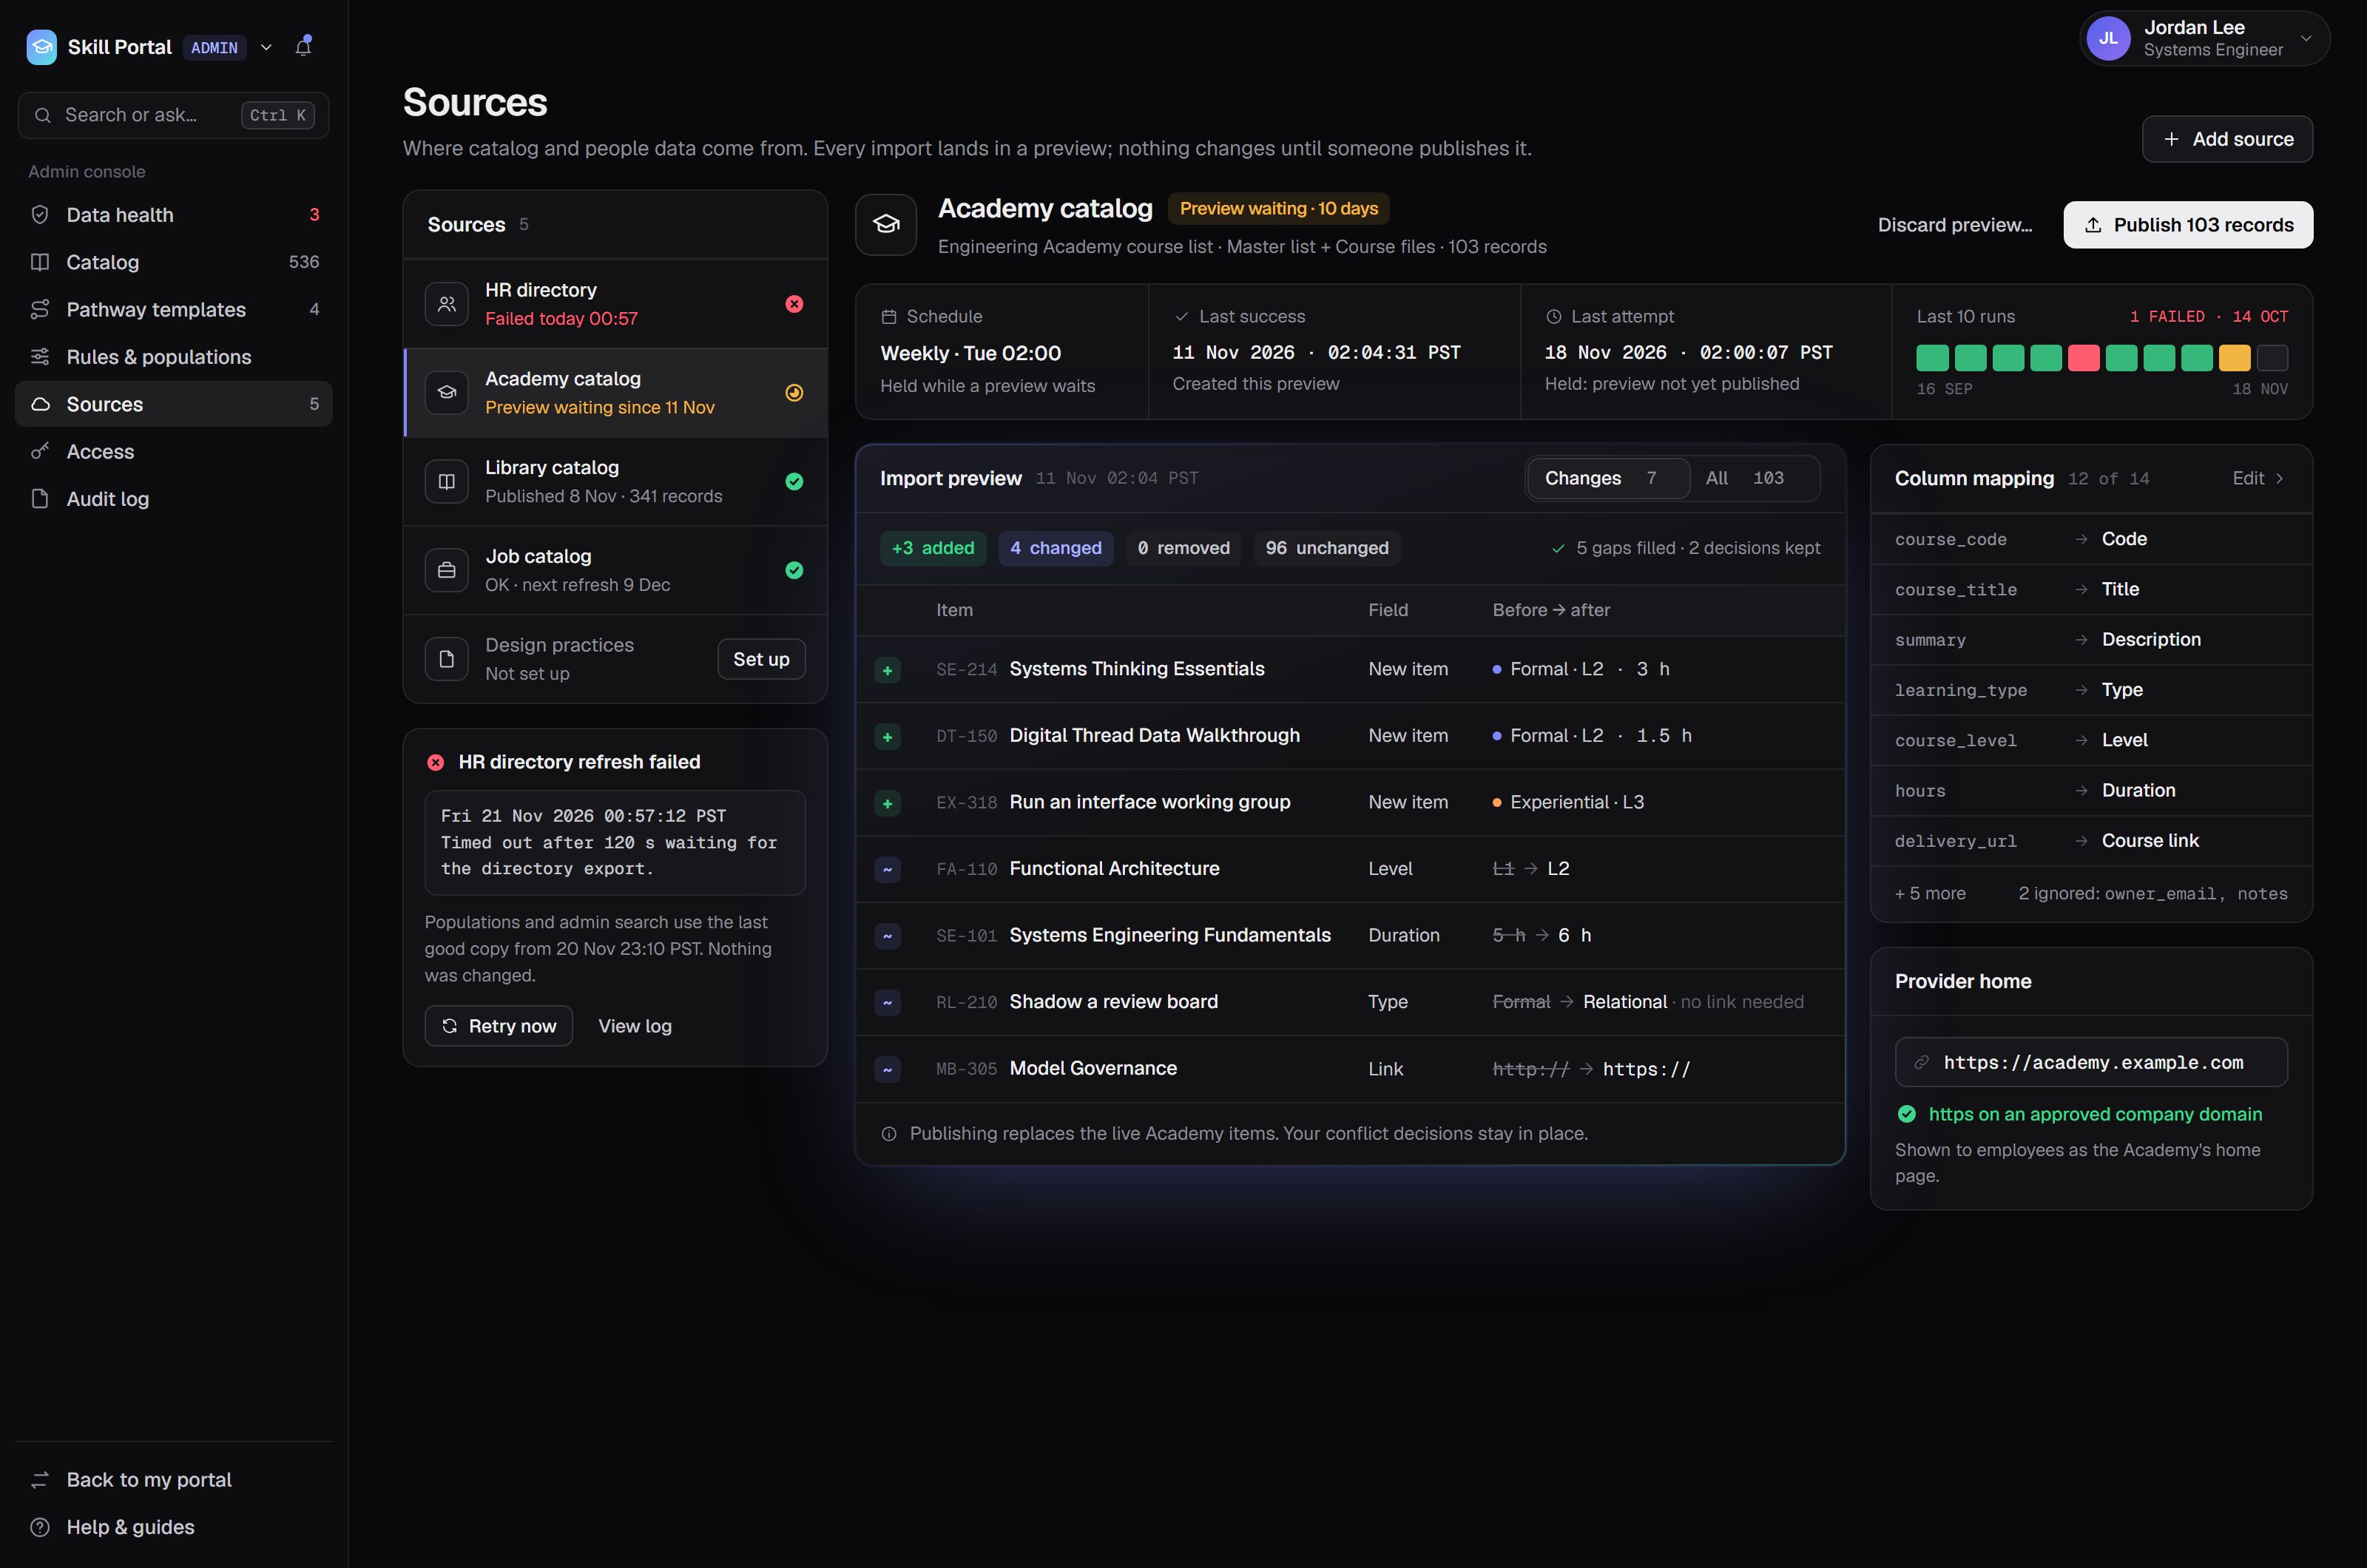 Skill Portal ADMIN
Search or ask... Ctrl K
Admin console
Data health 3
Catalog 536
Pathway templates 4
Rules & populations
Sources 5
Access
Audit log
Back to my portal
Help & guides
JL Jordan Lee
Systems Engineer
Sources
Where catalog and people data come from. Every import lands in a preview; nothing changes until someone publishes it.
Add source
Sources 5
HR directory
Failed today 00:57
Academy catalog
Preview waiting since 11 Nov
Library catalog
Published 8 Nov · 341 records
Job catalog
OK · next refresh 9 Dec
Design practices
Not set up
Set up
HR directory refresh failed
Fri 21 Nov 2026 00:57:12 PST
Timed out after 120 s waiting for
the directory export.
Populations and admin search use the last
good copy from 20 Nov 23:10 PST. Nothing
was changed.
Retry now View log
Academy catalog Preview waiting · 10 days
Engineering Academy course list · Master list + Course files · 103 records
Discard preview... Publish 103 records
Schedule
Weekly · Tue 02:00
Held while a preview waits
Last success
11 Nov 2026 · 02:04:31 PST
Created this preview
Last attempt
18 Nov 2026 · 02:00:07 PST
Held: preview not yet published
Last 10 runs 1 FAILED · 14 OCT
16 SEP 18 NOV
Import preview 11 Nov 02:04 PST Changes 7 All 103
+3 added 4 changed 0 removed 96 unchanged 5 gaps filled · 2 decisions kept
Item Field Before → after
+ SE-214 Systems Thinking Essentials New item Formal · L2 · 3 h
+ DT-150 Digital Thread Data Walkthrough New item Formal · L2 · 1.5 h
+ EX-318 Run an interface working group New item Experiential · L3
~ FA-110 Functional Architecture Level L1 → L2
~ SE-101 Systems Engineering Fundamentals Duration 5 h → 6 h
~ RL-210 Shadow a review board Type Formal → Relational · no link needed
~ MB-305 Model Governance Link http:// → https://
Publishing replaces the live Academy items. Your conflict decisions stay in place.
Column mapping 12 of 14 Edit
course_code → Code
course_title → Title
summary → Description
learning_type → Type
course_level → Level
hours → Duration
delivery_url → Course link
+ 5 more 2 ignored: owner_email, notes
Provider home
https://academy.example.com
https on an approved company domain
Shown to employees as the Academy's home
page.